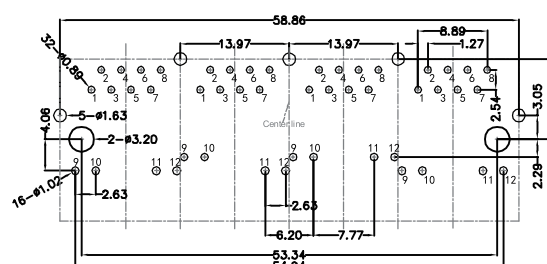 58.86
8.89
13.97 13.97 1.27
32-ø0.89
2 4 6 8 2 4 6 8 2 4 6 8 2 4 6 8
1 3 5 7 1 3 5 7 1 3 5 7 1 3 5 7
2.54
3.05
5-ø1.63
Center line
4.06
2-ø3.20
9 10 9 10
9 10 11 12 11 12 11 12 9 10 11 12
2.29
16-ø1.02
2.63 2.63
6.20 7.77
53.34